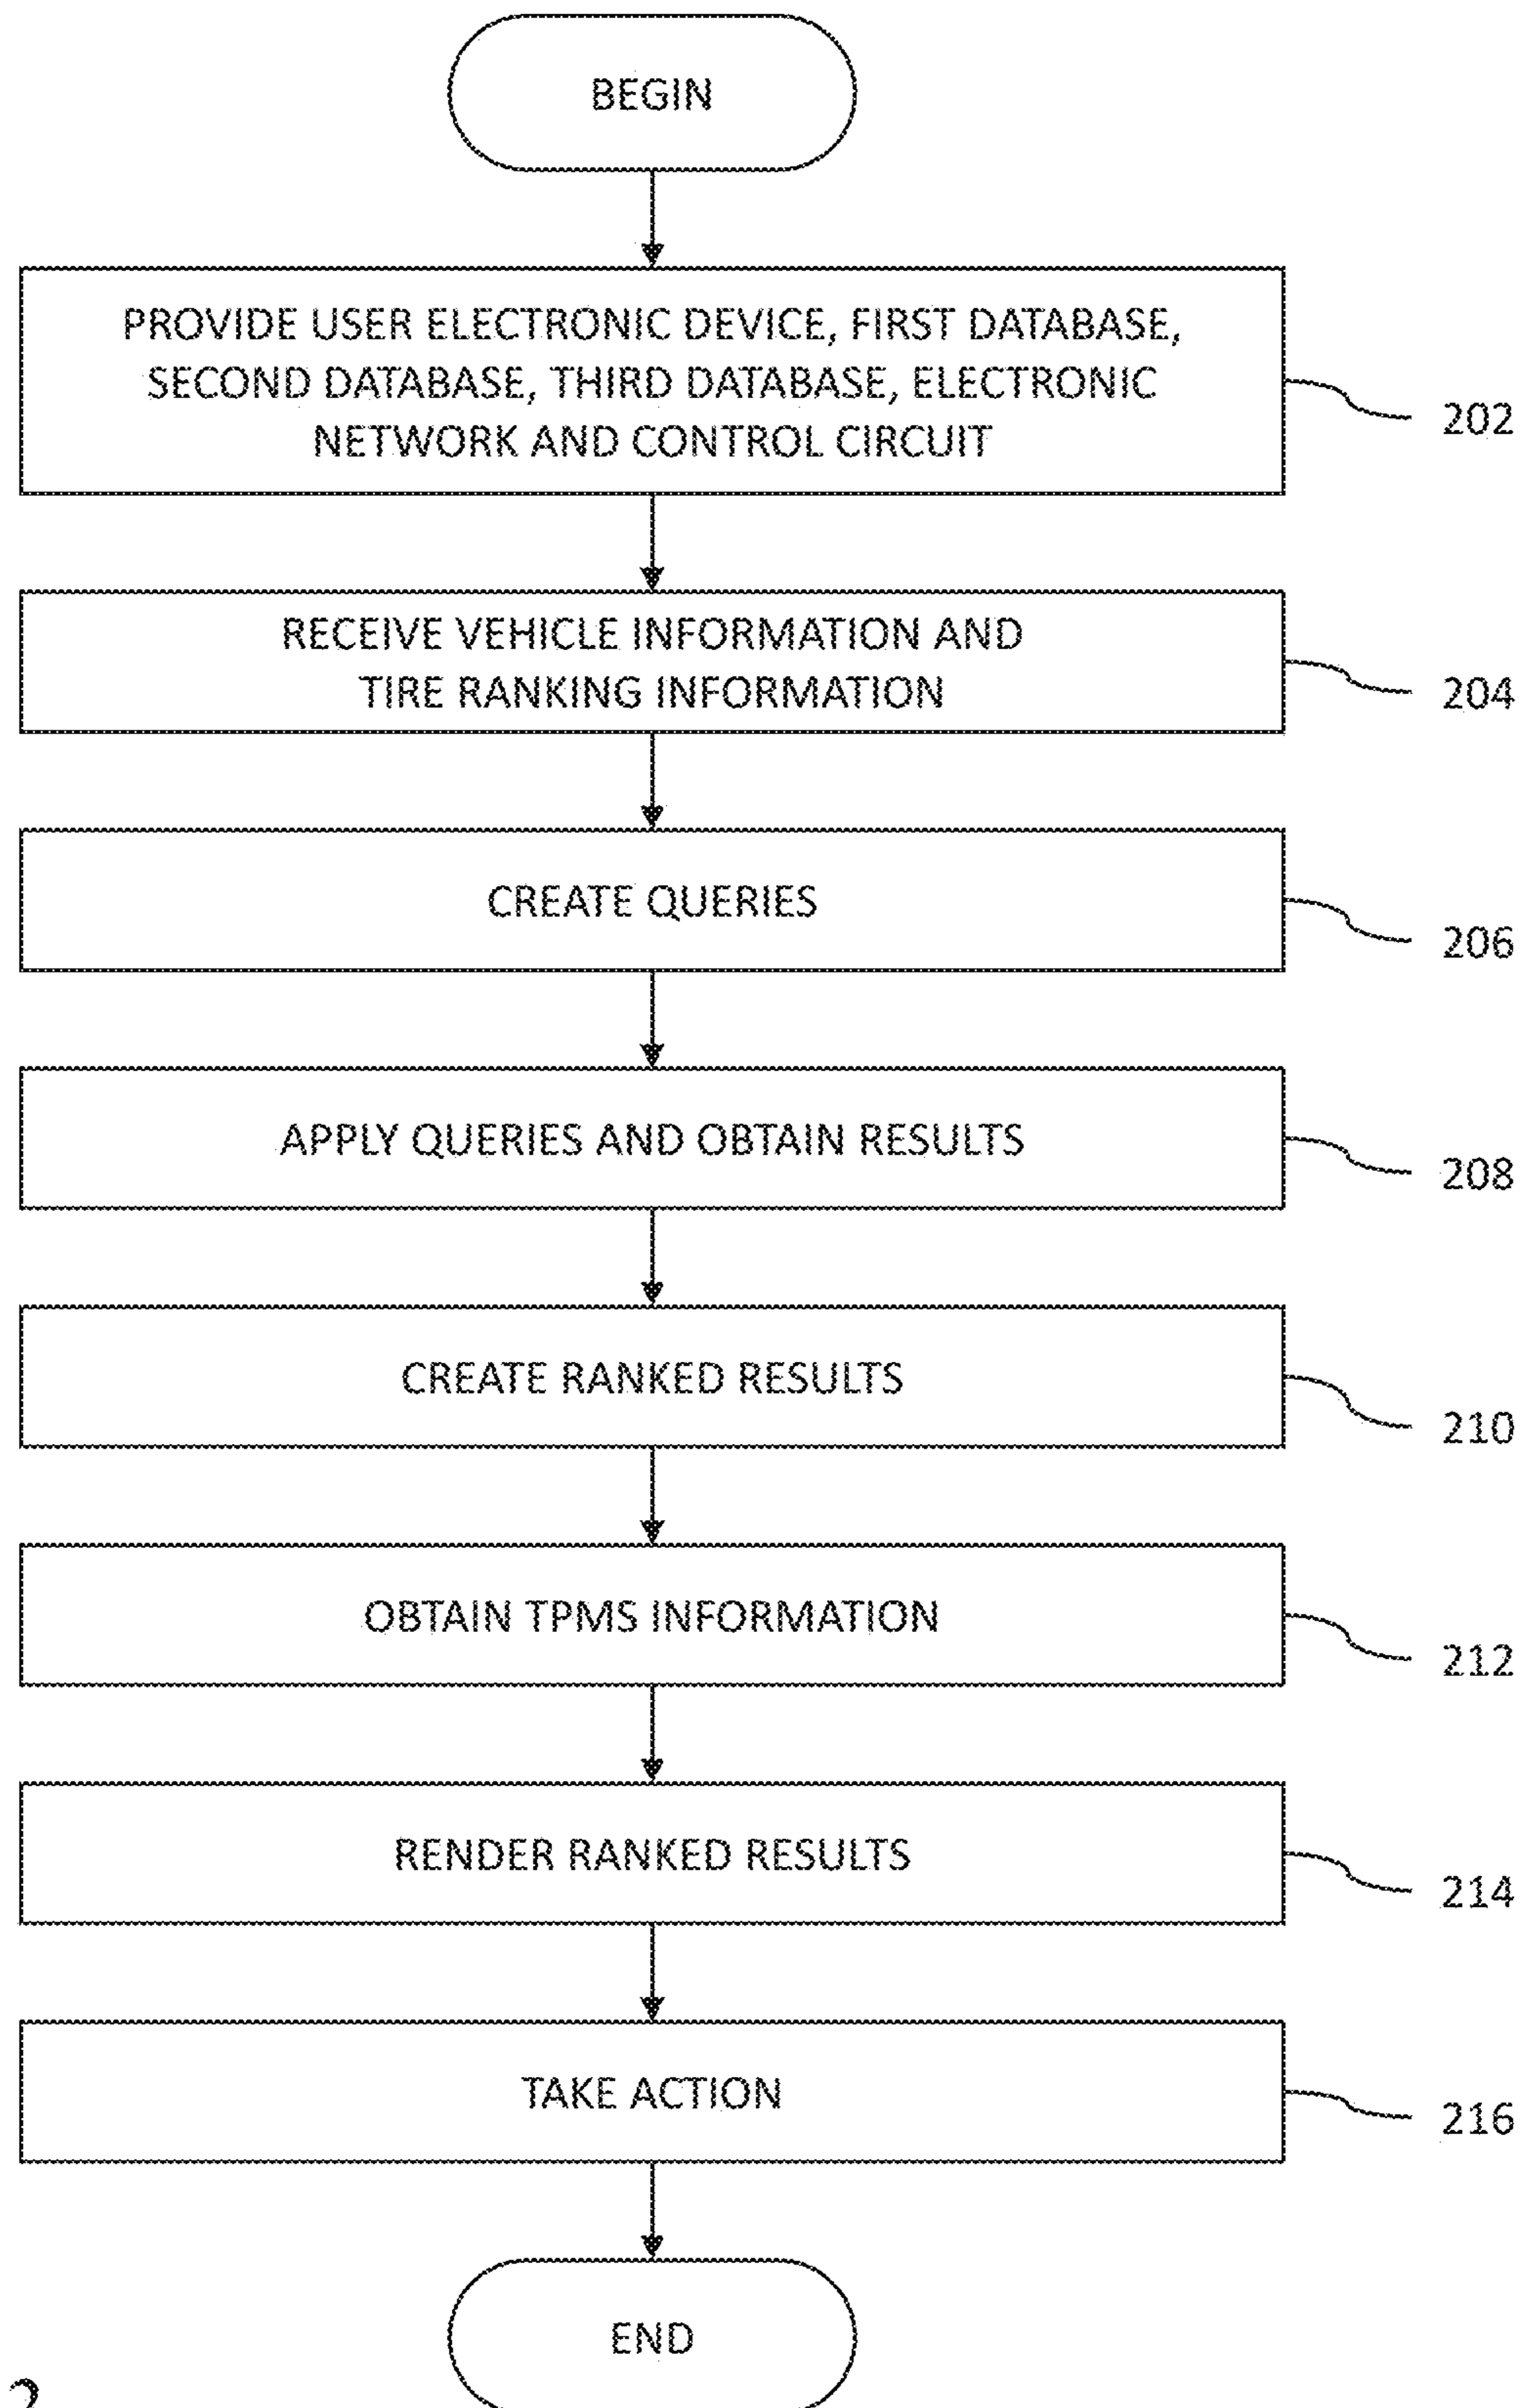 BEGIN
PROVIDE USER ELECTRONIC DEVICE, FIRST DATABASE,
SECOND DATABASE, THIRD DATABASE, ELECTRONIC
NETWORK AND CONTROL CIRCUIT
202
RECEIVE VEHICLE INFORMATION AND
TIRE RANKING INFORMATION
204
CREATE QUERIES
206
APPLY QUERIES AND OBTAIN RESULTS
208
CREATE RANKED RESULTS
210
OBTAIN TPMS INFORMATION
212
RENDER RANKED RESULTS
214
TAKE ACTION
216
END
2